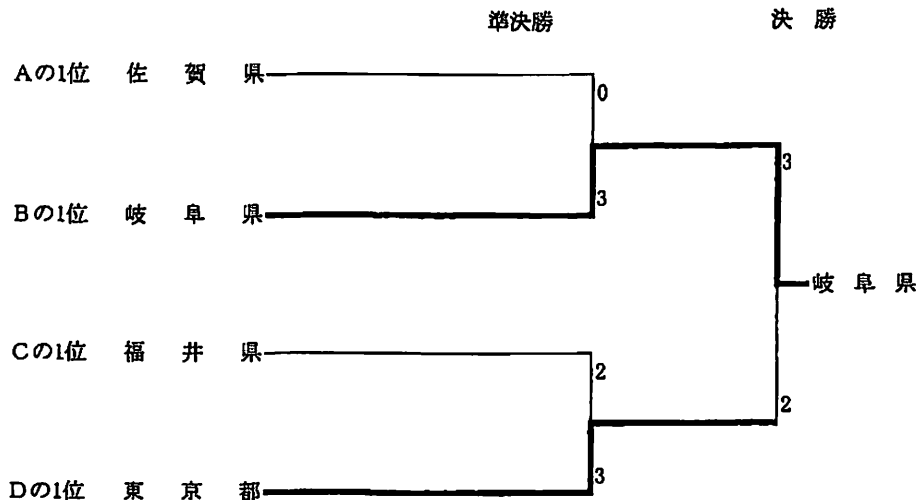 準決勝 決勝
Aの1位 佐賀県
0
3
Bの1位 岐阜県
3
岐阜県
Cの1位 福井県
2
2
Dの1位 東京都
3